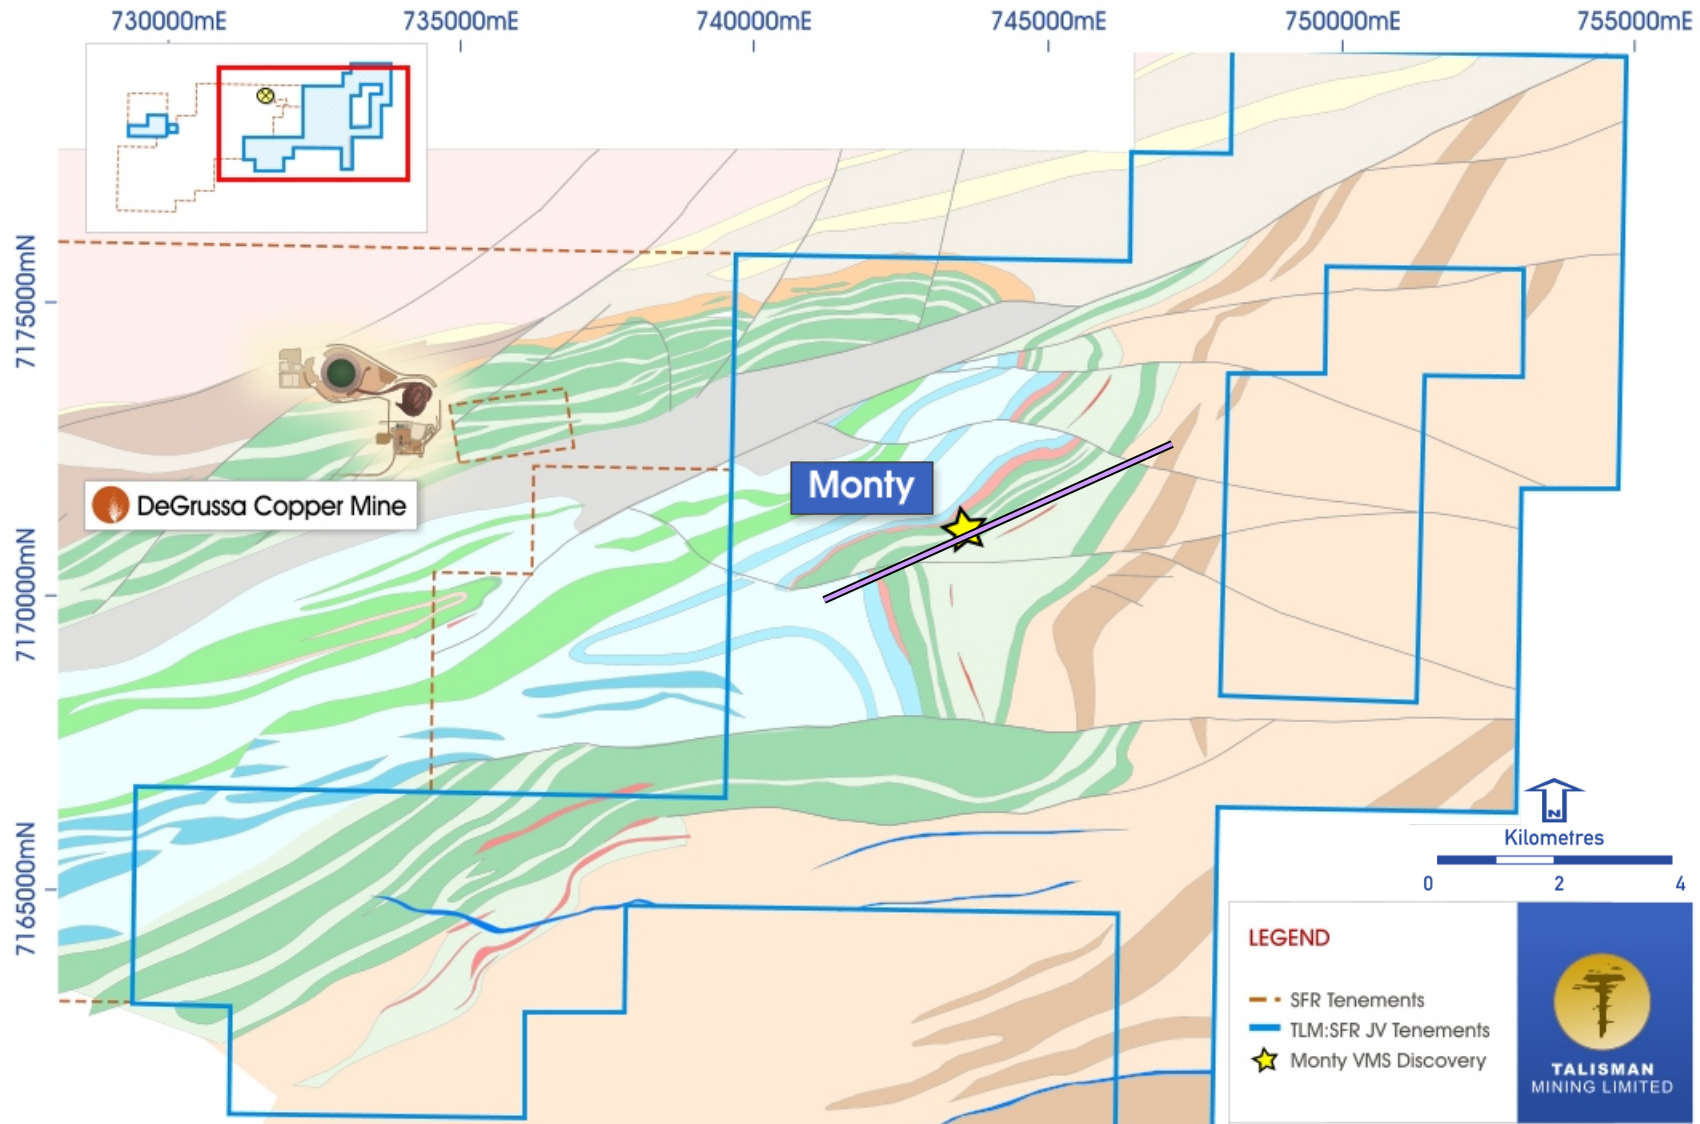 730000mE 735000mE 740000mE 745000mE 750000mE 755000mE
7175000mN
7170000mN
7165000mN
DeGrussa Copper Mine
Monty
N
Kilometres
0 2 4
LEGEND
SFR Tenements
TLM:SFR JV Tenements
Monty VMS Discovery
TALISMAN
MINING LIMITED